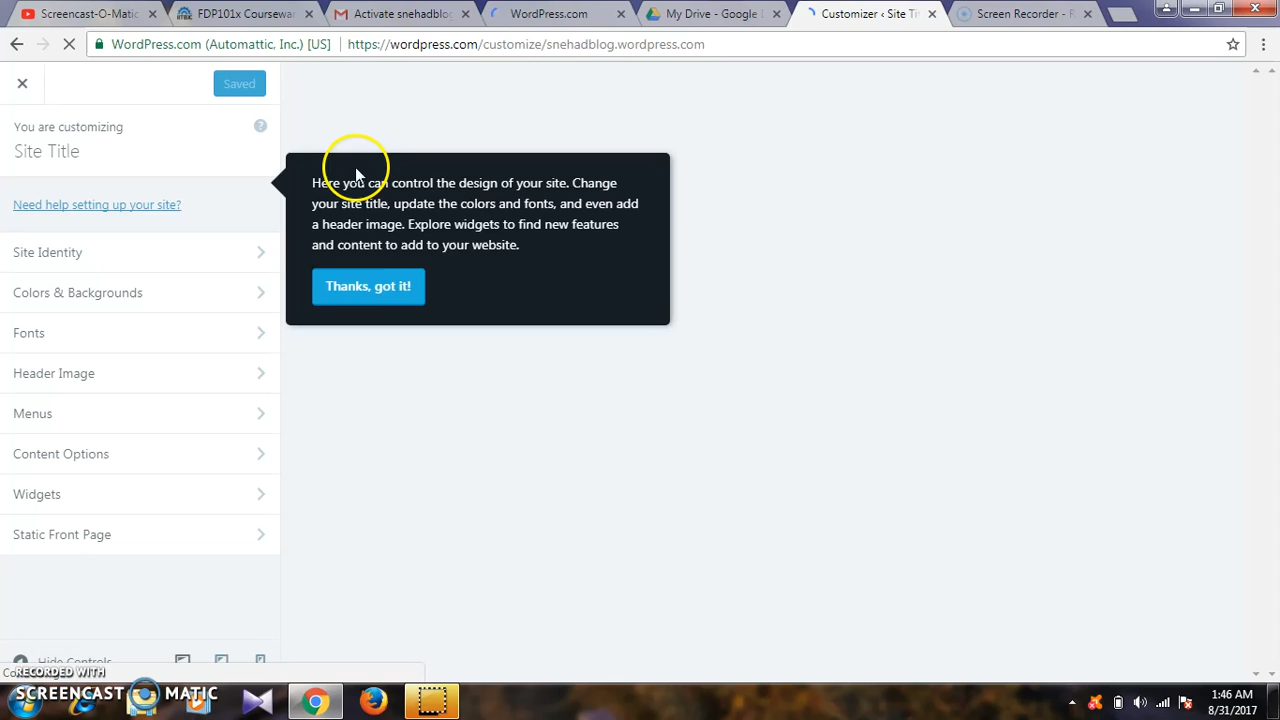 Screencast-O-Matic
FDP101x Coursewar
Activate snehadblog
WordPress.com
My Drive - Google D
Customizer ‹ Site Ti
Screen Recorder - R
WordPress.com (Automattic, Inc.) [US]
https://wordpress.com/customize/snehadblog.wordpress.com
Saved
You are customizing
Site Title
Need help setting up your site?
Here you can control the design of your site. Change
your site title, update the colors and fonts, and even add
a header image. Explore widgets to find new features
and content to add to your website.
Thanks, got it!
Site Identity
Colors & Backgrounds
Fonts
Header Image
Menus
Content Options
Widgets
Static Front Page
Hide Controls
RECORDED WITH
SCREENCAST MATIC
1:46 AM
8/31/2017